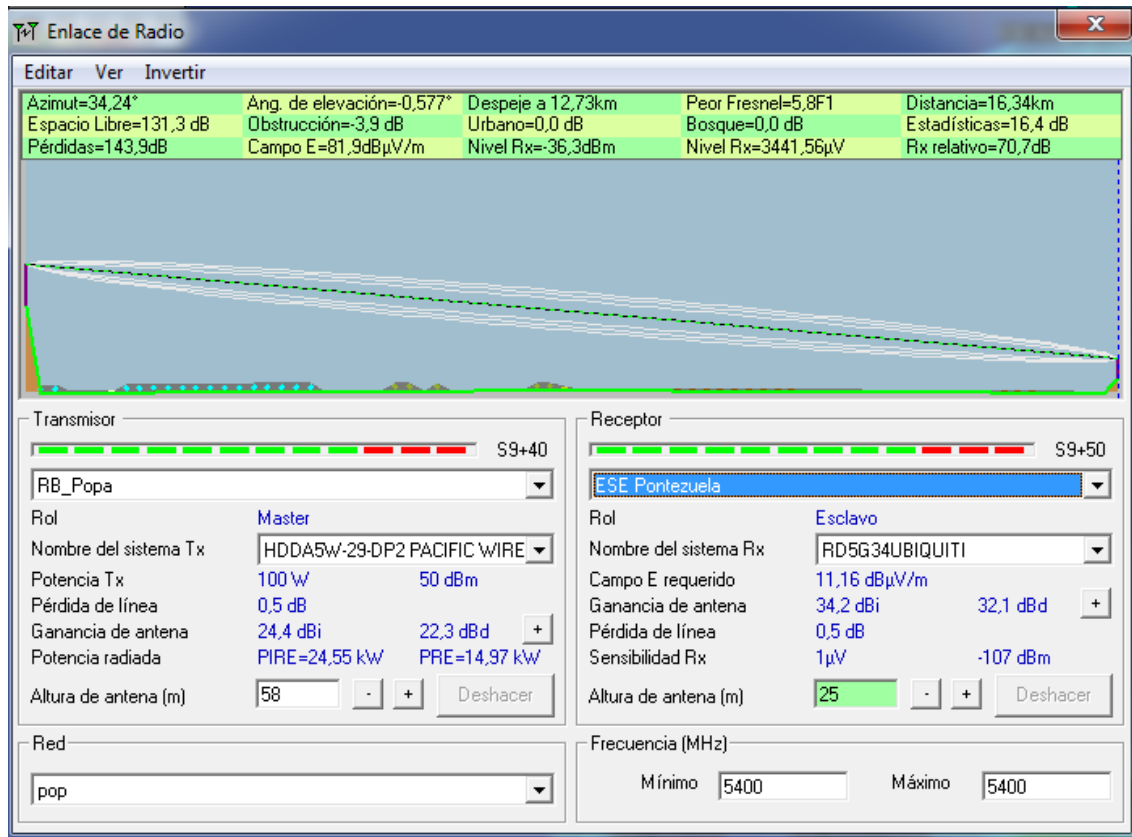 Enlace de Radio
X
Editar Ver Invertir
Azimut=34,24° Ang. de elevación=-0,577° Despeje a 12,73km Peor Fresnel=5,8F1 Distancia=16,34km
Espacio Libre=131,3 dB Obstrucción=-3,9 dB Urbano=0,0 dB Bosque=0,0 dB Estadísticas=16,4 dB
Pérdidas=143,9dB Campo E=81,9dBµV/m Nivel Rx=-36,3dBm Nivel Rx=3441,56µV Rx relativo=70,7dB
Transmisor
S9+40
RB_Popa
Rol Master
Nombre del sistema Tx HDDA5W-29-DP2 PACIFIC WIRE
Potencia Tx 100 W 50 dBm
Pérdida de línea 0,5 dB
Ganancia de antena 24,4 dBi 22,3 dBd +
Potencia radiada PIRE=24,55 kW PRE=14,97 kW
Altura de antena (m) 58 - + Deshacer
Red
pop
Receptor
S9+50
ESE Pontezuela
Rol Esclavo
Nombre del sistema Rx RD5G34UBIQUITI
Campo E requerido 11,16 dBµV/m
Ganancia de antena 34,2 dBi 32,1 dBd +
Pérdida de línea 0,5 dB
Sensibilidad Rx 1µV -107 dBm
Altura de antena (m) 25 - + Deshacer
Frecuencia (MHz)
Mínimo 5400 Máximo 5400